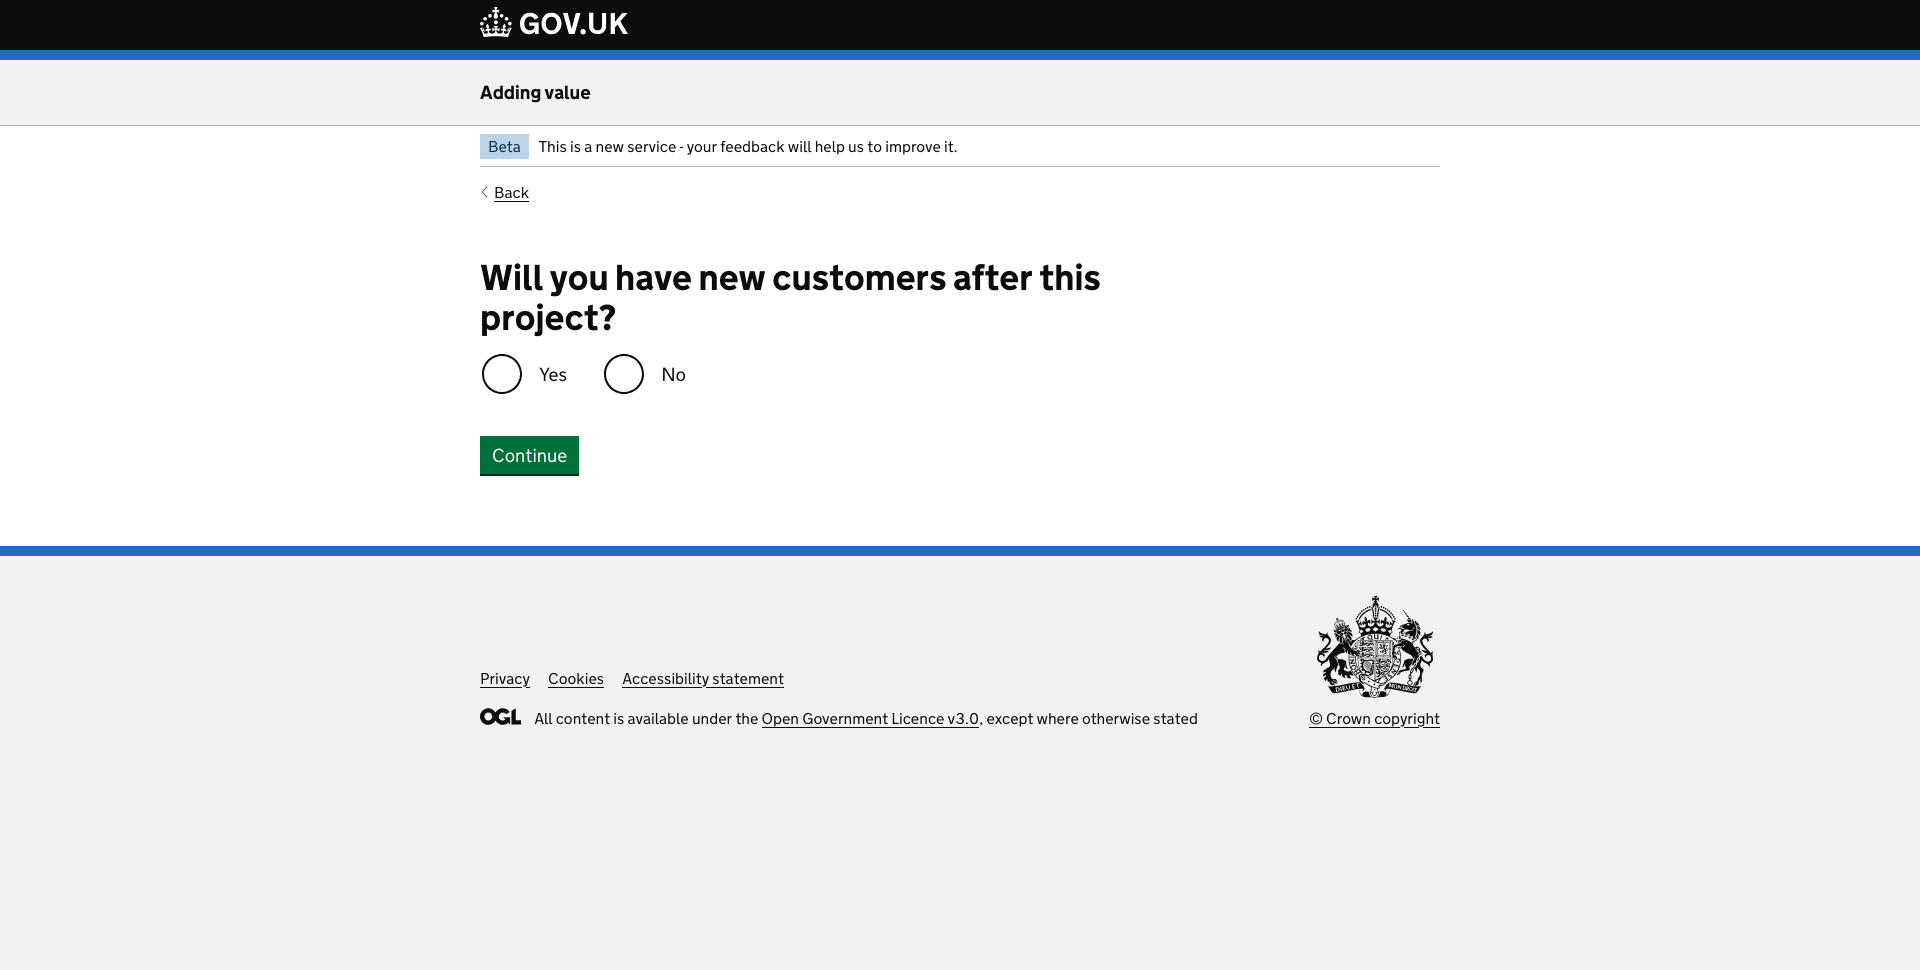 GOV.UK
Adding value
Beta This is a new service - your feedback will help us to improve it.
Back
Will you have new customers after this
project?
Yes No
Continue
Privacy Cookies Accessibility statement
OGL All content is available under the Open Government Licence v3.0, except where otherwise stated
© Crown copyright